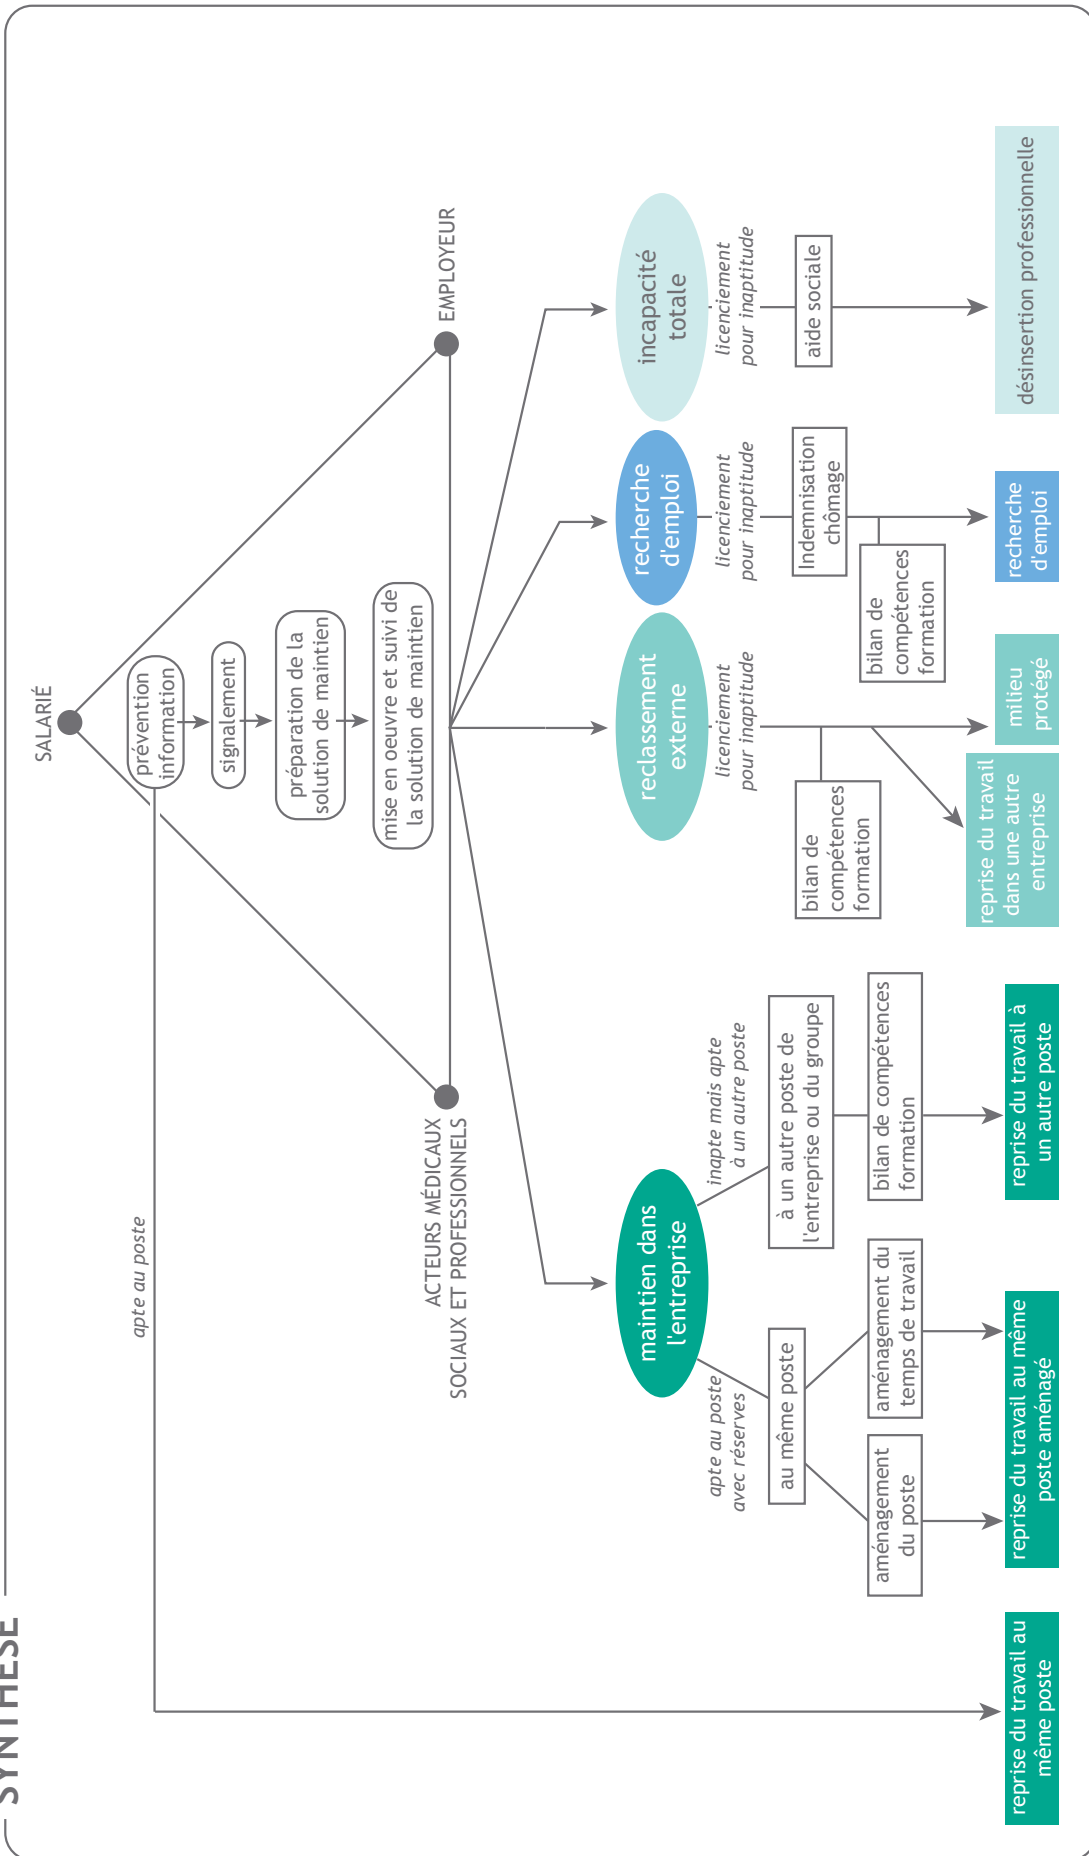 SYNTHÈSE
SALARIÉ
apte au poste
prévention
information
signalement
préparation de la
solution de maintien
mise en oeuvre et suivi de
la solution de maintien
ACTEURS MÉDICAUX
SOCIAUX ET PROFESSIONNELS
EMPLOYEUR
maintien dans
l'entreprise
reclassement
externe
recherche
d'emploi
incapacité
totale
apte au poste
avec réserves
inapte mais apte
à un autre poste
licenciement
pour inaptitude
licenciement
pour inaptitude
licenciement
pour inaptitude
au même poste
à un autre poste de
l'entreprise ou du groupe
bilan de
compétences
formation
Indemnisation
chômage
aide sociale
aménagement
du poste
aménagement du
temps de travail
bilan de compétences
formation
bilan de
compétences
formation
reprise du travail au
même poste
reprise du travail au même
poste aménagé
reprise du travail à
un autre poste
reprise du travail
dans une autre
entreprise
milieu
protégé
recherche
d'emploi
désinsertion professionnelle